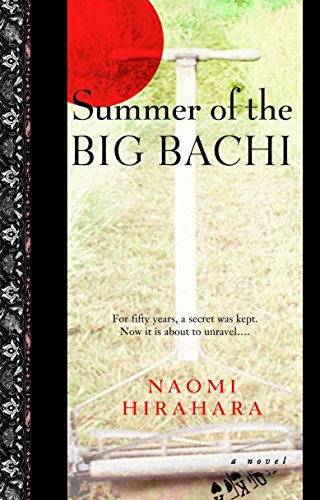 Summer of the
BIG BACHI
For fifty years, a secret was kept.
Now it is about to unravel....
NAOMI
HIRAHARA
a novel